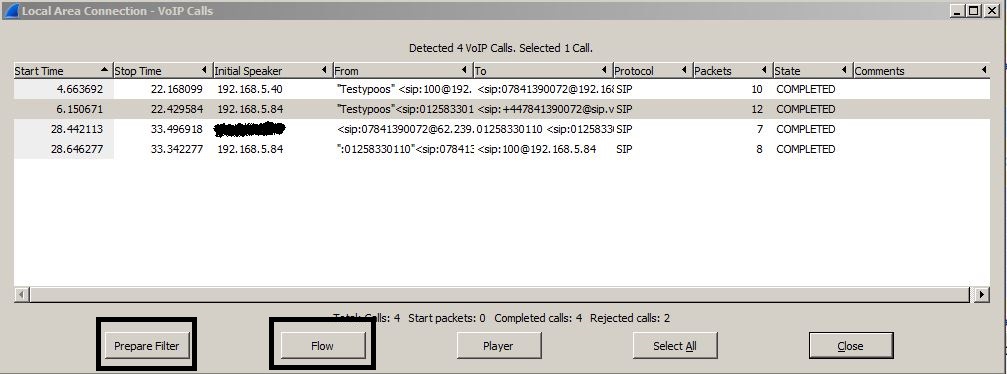 Local Area Connection - VoIP Calls
Detected 4 VoIP Calls. Selected 1 Call.
Start Time Stop Time Initial Speaker From To Protocol Packets State Comments
4.663692 22.168099 192.168.5.40 "Testypoos" <sip:100@192. <sip:07841390072@192.16( SIP 10 COMPLETED
6.150671 22.429584 192.168.5.84 "Testypoos"<sip:012583301 <sip:+447841390072@sip.v SIP 12 COMPLETED
28.442113 33.496918 <sip:07841390072@62.239. 01258330110 <sip:0125833( SIP 7 COMPLETED
28.646277 33.342277 192.168.5.84 ":01258330110"<sip:078413 <sip:100@192.168.5.84 SIP 8 COMPLETED
Total: Calls: 4 Start packets: 0 Completed calls: 4 Rejected calls: 2
Prepare Filter Flow Player Select All Close